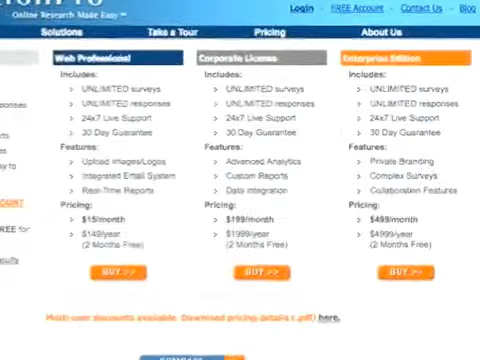 Online Research Made Easy™
Login FREE Account Contact Us Blog
Solutions Take a Tour Pricing About Us
Web Professional
Includes:
> UNLIMITED surveys
> UNLIMITED responses
> 24x7 Live Support
> 30 Day Guarantee
Features:
> Upload Images/Logos
> Integrated Email System
> Real-Time Reports
Pricing:
> $15/month
> $149/year
(2 Months Free)
BUY >>
Corporate License
Includes:
> UNLIMITED surveys
> UNLIMITED responses
> 24x7 Live Support
> 30 Day Guarantee
Features:
> Advanced Analytics
> Custom Reports
> Data Integration
Pricing:
> $199/month
> $1999/year
(2 Months Free)
BUY >>
Enterprise Edition
Includes:
> UNLIMITED surveys
> UNLIMITED responses
> 24x7 Live Support
> 30 Day Guarantee
Features:
> Private Branding
> Complex Surveys
> Collaboration Features
Pricing:
> $499/month
> $4999/year
(2 Months Free)
BUY >>
Multi-user discounts available. Download pricing details (.pdf) here.